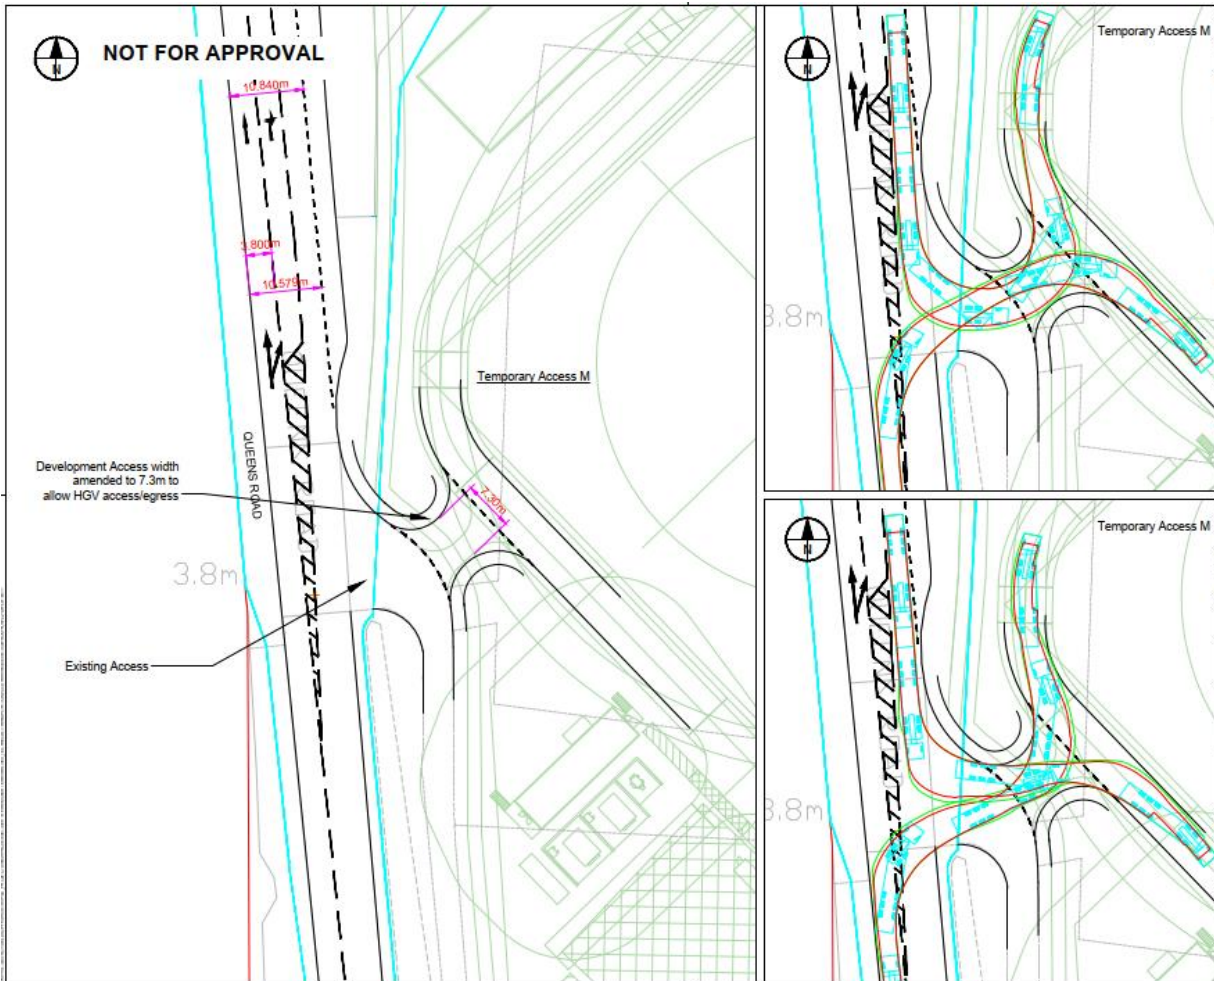 N
NOT FOR APPROVAL
10.840m
3.800m
10.579m
Temporary Access M
QUEENS ROAD
Development Access width
amended to 7.3m to
allow HGV access/egress
7.30m
3.8m
Existing Access
N
Temporary Access M
3.8m
N
Temporary Access M
3.8m